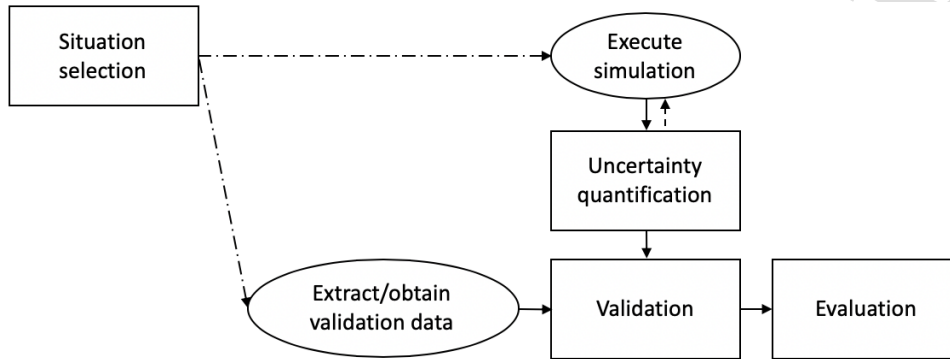 Situation
selection
Execute
simulation
Uncertainty
quantification
Extract/obtain
validation data
Validation
Evaluation